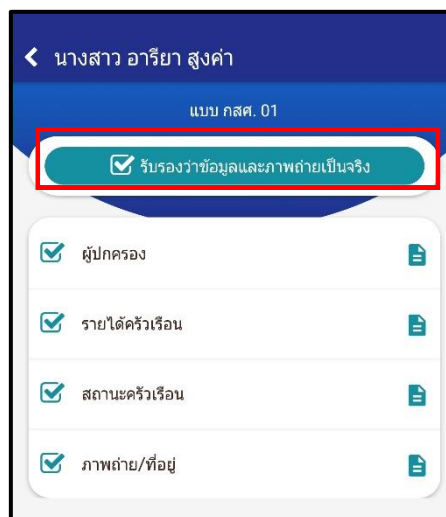 นางสาว อารียา สูงค่า
แบบ กสศ. 01
รับรองว่าข้อมูลและภาพถ่ายเป็นจริง
ผู้ปกครอง
รายได้ครัวเรือน
สถานะครัวเรือน
ภาพถ่าย/ที่อยู่